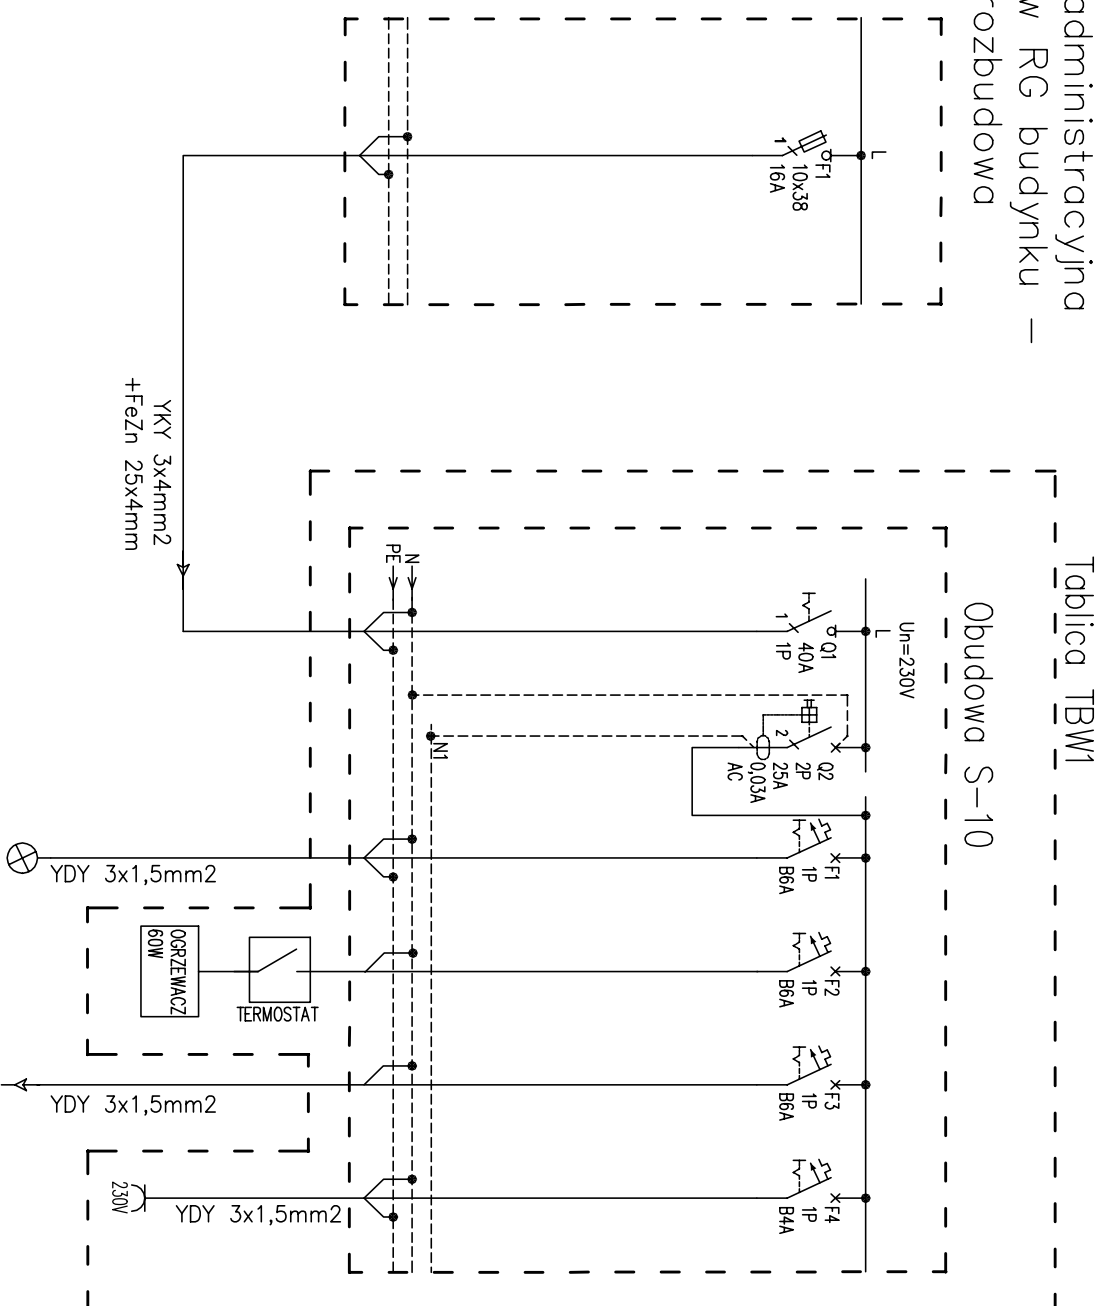 administracyjna
w RG budynku –
rozbudowa
L
F1
10x38
16A
1
YKY 3x4mm2
+FeZn 25x4mm
Tablica TBW1
Obudowa S-10
Un=230V
L
Q1
40A
1P
1
N
PE
Q2
2P
25A
0,03A
AC
2
N1
F1
1P
B6A
YDY 3x1,5mm2
F2
1P
B6A
TERMOSTAT
OGRZEWACZ
60W
F3
1P
B6A
YDY 3x1,5mm2
F4
1P
B4A
YDY 3x1,5mm2
230V